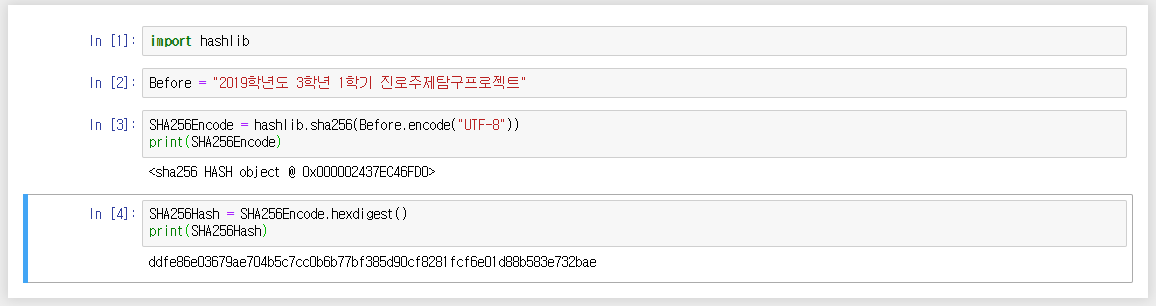 In [1]: import hashlib
In [2]: Before = "2019학년도 3학년 1학기 진로주제탐구프로젝트"
In [3]: SHA256Encode = hashlib.sha256(Before.encode("UTF-8"))
print(SHA256Encode)
<sha256 HASH object @ 0x000002437EC46FD0>
In [4]: SHA256Hash = SHA256Encode.hexdigest()
print(SHA256Hash)
ddfe86e03679ae704b5c7cc0b6b77bf385d90cf8281fcf6e01d88b583e732bae